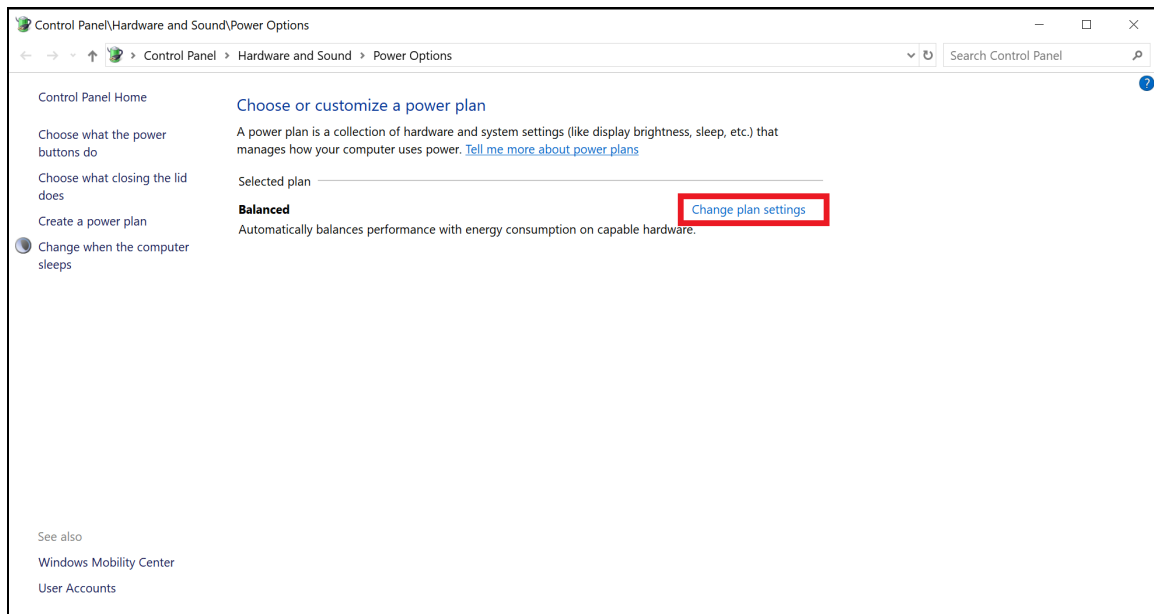 Control Panel\Hardware and Sound\Power Options
Control Panel > Hardware and Sound > Power Options
Search Control Panel
?
Control Panel Home
Choose what the power
buttons do
Choose what closing the lid
does
Create a power plan
Change when the computer
sleeps
Choose or customize a power plan
A power plan is a collection of hardware and system settings (like display brightness, sleep, etc.) that
manages how your computer uses power. Tell me more about power plans
Selected plan
Balanced
Change plan settings
Automatically balances performance with energy consumption on capable hardware.
See also
Windows Mobility Center
User Accounts